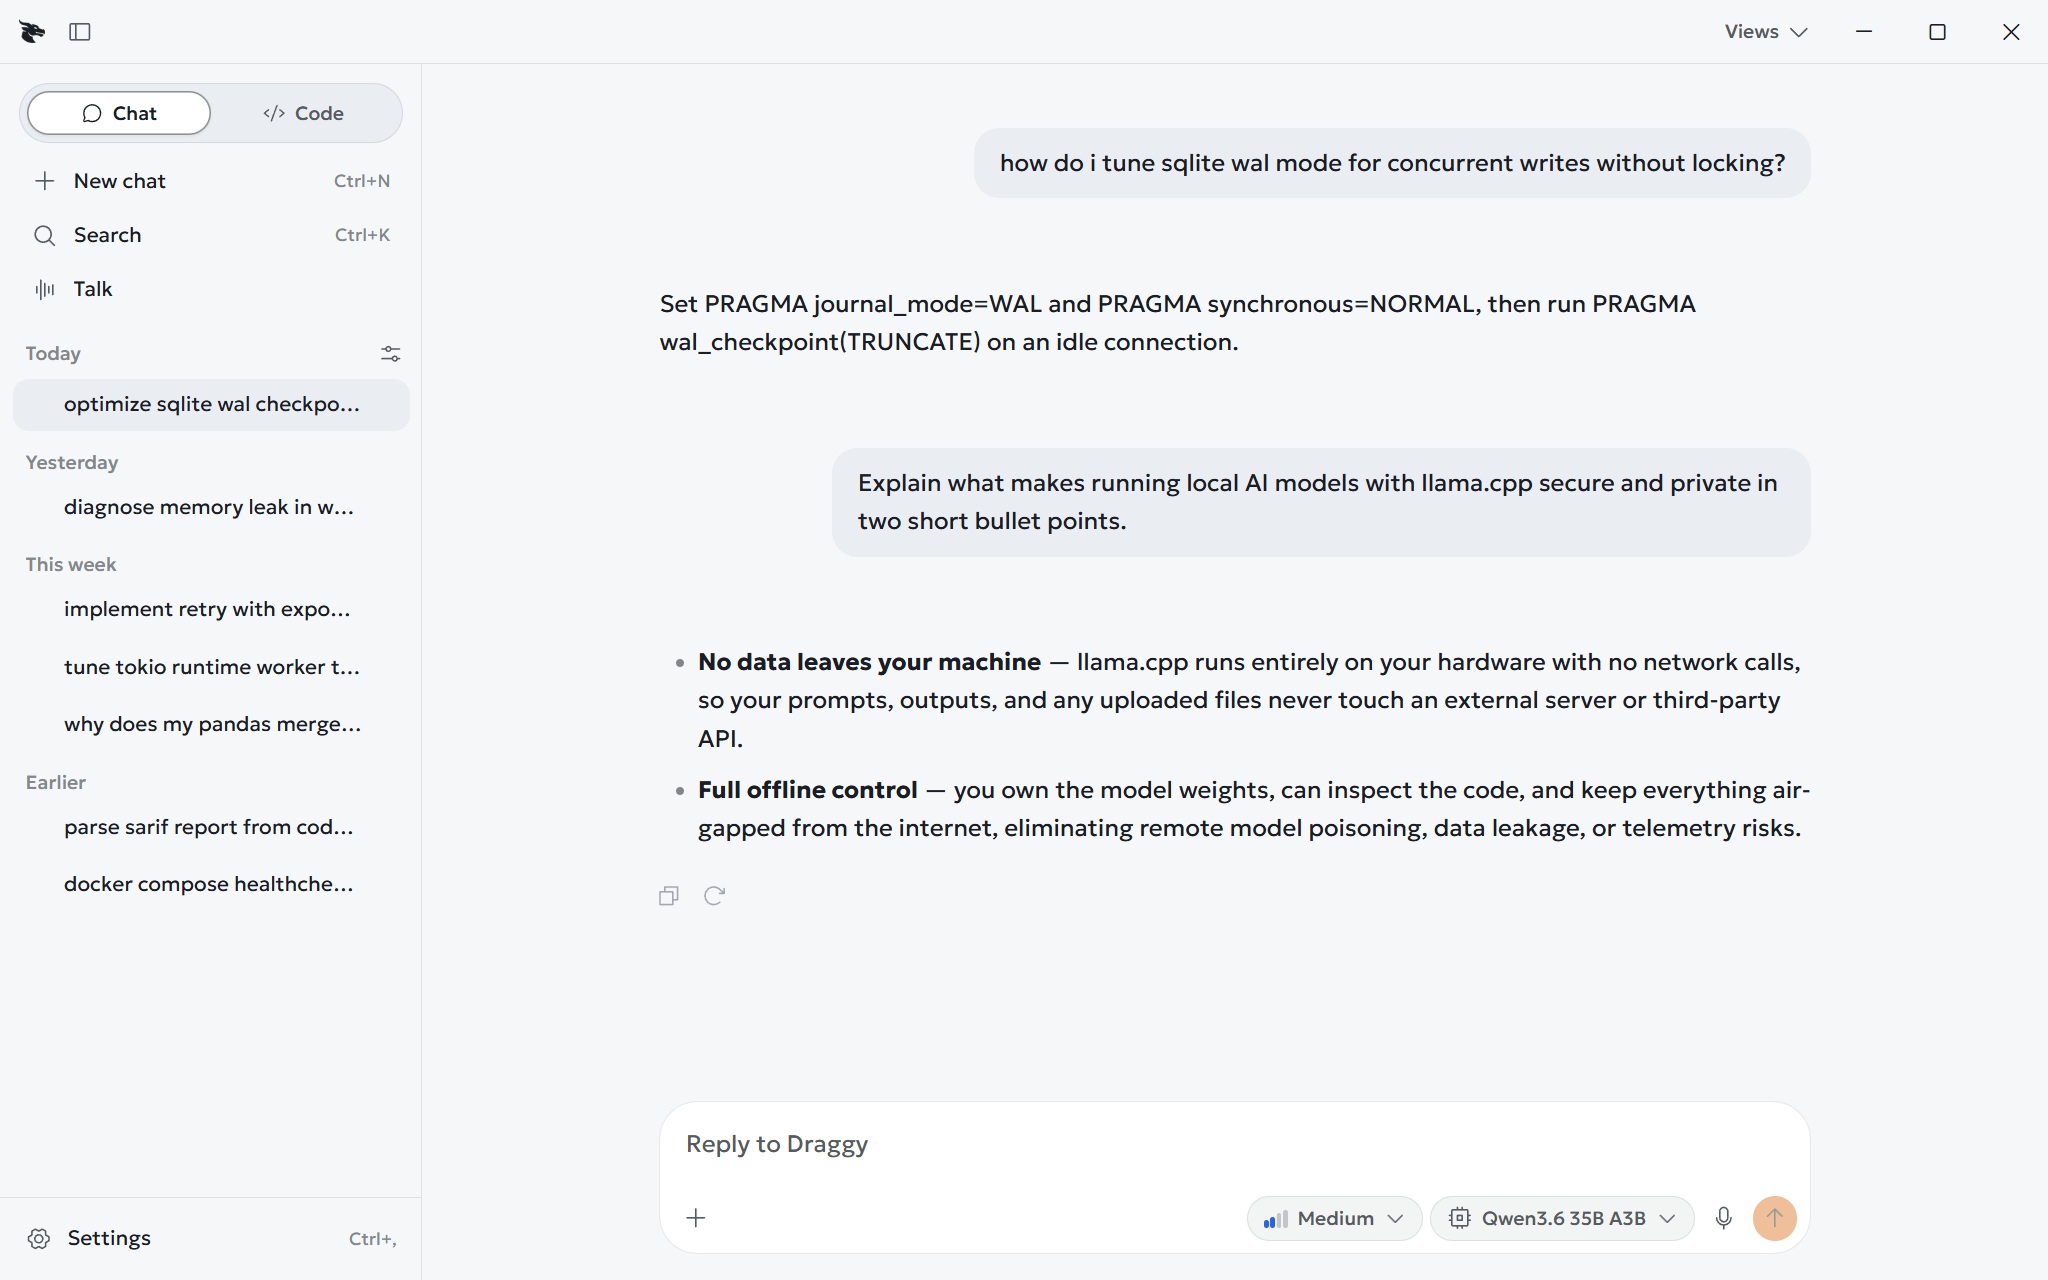 Views
Chat
Code
New chat Ctrl+N
Search Ctrl+K
Talk
Today
optimize sqlite wal checkpo...
Yesterday
diagnose memory leak in w...
This week
implement retry with expo...
tune tokio runtime worker t...
why does my pandas merge...
Earlier
parse sarif report from cod...
docker compose healthche...
Settings Ctrl+,
how do i tune sqlite wal mode for concurrent writes without locking?
Set PRAGMA journal_mode=WAL and PRAGMA synchronous=NORMAL, then run PRAGMA
wal_checkpoint(TRUNCATE) on an idle connection.
Explain what makes running local AI models with llama.cpp secure and private in
two short bullet points.
• No data leaves your machine — llama.cpp runs entirely on your hardware with no network calls,
so your prompts, outputs, and any uploaded files never touch an external server or third-party
API.
• Full offline control — you own the model weights, can inspect the code, and keep everything air-
gapped from the internet, eliminating remote model poisoning, data leakage, or telemetry risks.
Reply to Draggy
Medium
Qwen3.6 35B A3B